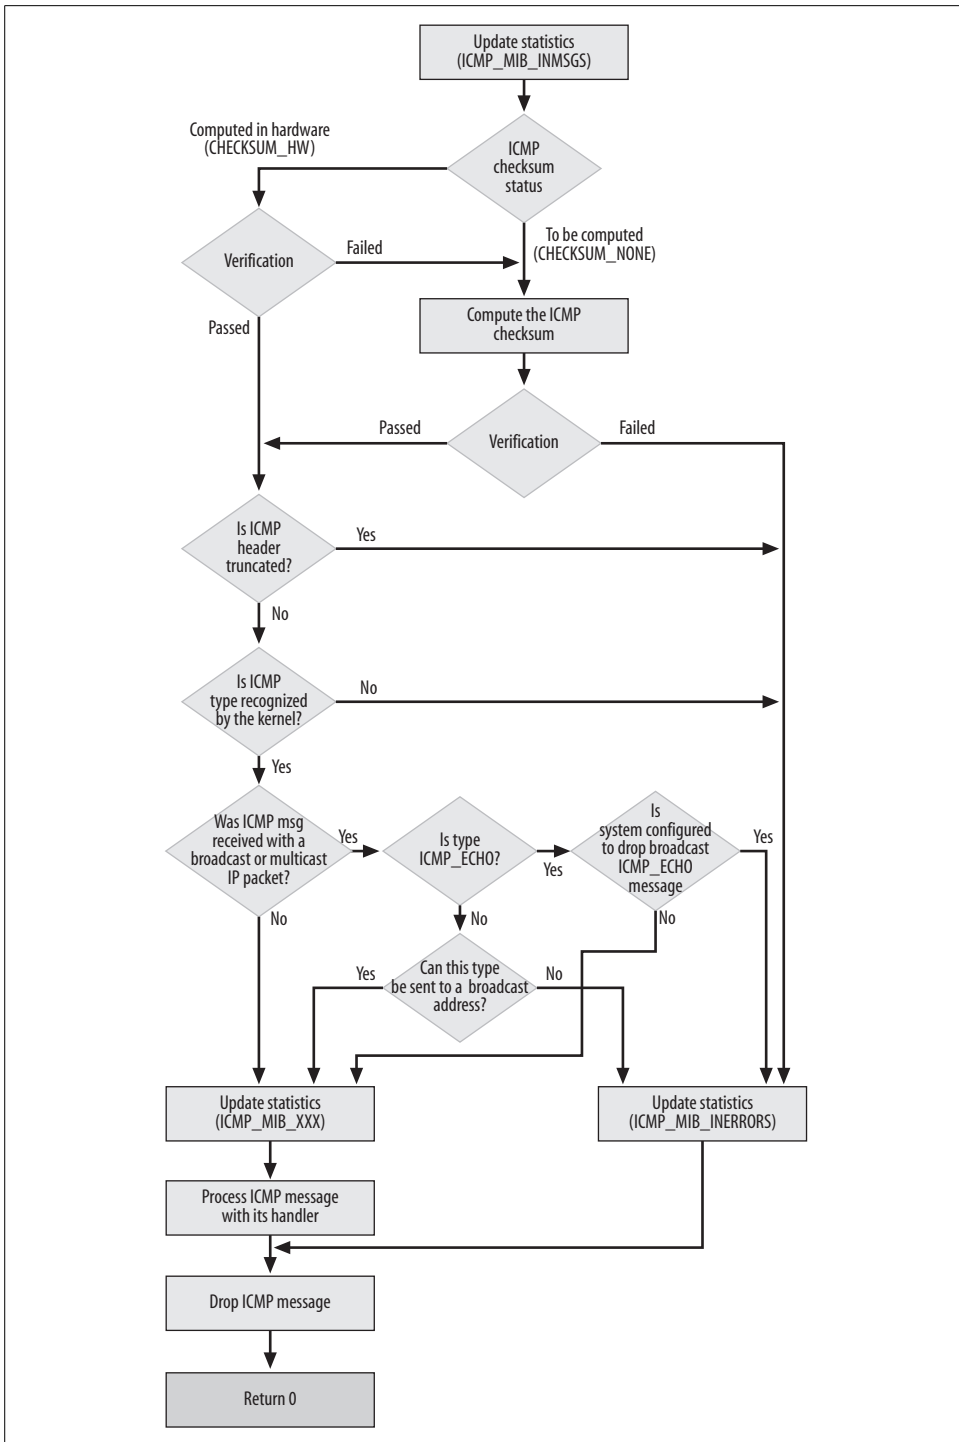 Update statistics
(ICMP_MIB_INMSGS)
Computed in hardware
(CHECKSUM_HW)
ICMP
checksum
status
To be computed
(CHECKSUM_NONE)
Verification
Failed
Passed
Compute the ICMP
checksum
Passed
Verification
Failed
Is ICMP
header
truncated?
Yes
No
Is ICMP
type recognized
by the kernel?
No
Yes
Was ICMP msg
received with a
broadcast or multicast
IP packet?
Yes
No
Is type
ICMP_ECHO?
Yes
No
Is
system configured
to drop broadcast
ICMP_ECHO
message
Yes
No
Yes
Can this type
be sent to a broadcast
address?
No
Update statistics
(ICMP_MIB_XXX)
Update statistics
(ICMP_MIB_INERRORS)
Process ICMP message
with its handler
Drop ICMP message
Return 0